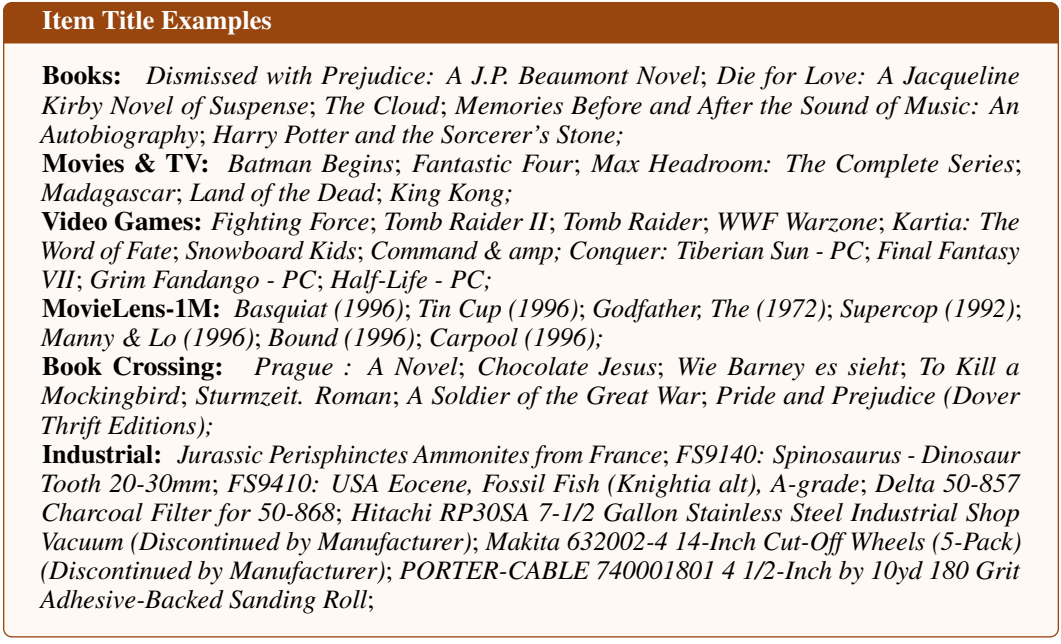 Item Title Examples
Books: Dismissed with Prejudice: A J.P. Beaumont Novel; Die for Love: A Jacqueline
Kirby Novel of Suspense; The Cloud; Memories Before and After the Sound of Music: An
Autobiography; Harry Potter and the Sorcerer's Stone;
Movies & TV: Batman Begins; Fantastic Four; Max Headroom: The Complete Series;
Madagascar; Land of the Dead; King Kong;
Video Games: Fighting Force; Tomb Raider II; Tomb Raider; WWF Warzone; Kartia: The
Word of Fate; Snowboard Kids; Command & amp; Conquer: Tiberian Sun - PC; Final Fantasy
VII; Grim Fandango - PC; Half-Life - PC;
MovieLens-1M: Basquiat (1996); Tin Cup (1996); Godfather, The (1972); Supercop (1992);
Manny & Lo (1996); Bound (1996); Carpool (1996);
Book Crossing: Prague : A Novel; Chocolate Jesus; Wie Barney es sieht; To Kill a
Mockingbird; Sturmzeit. Roman; A Soldier of the Great War; Pride and Prejudice (Dover
Thrift Editions);
Industrial: Jurassic Perisphinctes Ammonites from France; FS9140: Spinosaurus - Dinosaur
Tooth 20-30mm; FS9410: USA Eocene, Fossil Fish (Knightia alt), A-grade; Delta 50-857
Charcoal Filter for 50-868; Hitachi RP30SA 7-1/2 Gallon Stainless Steel Industrial Shop
Vacuum (Discontinued by Manufacturer); Makita 632002-4 14-Inch Cut-Off Wheels (5-Pack)
(Discontinued by Manufacturer); PORTER-CABLE 740001801 4 1/2-Inch by 10yd 180 Grit
Adhesive-Backed Sanding Roll;